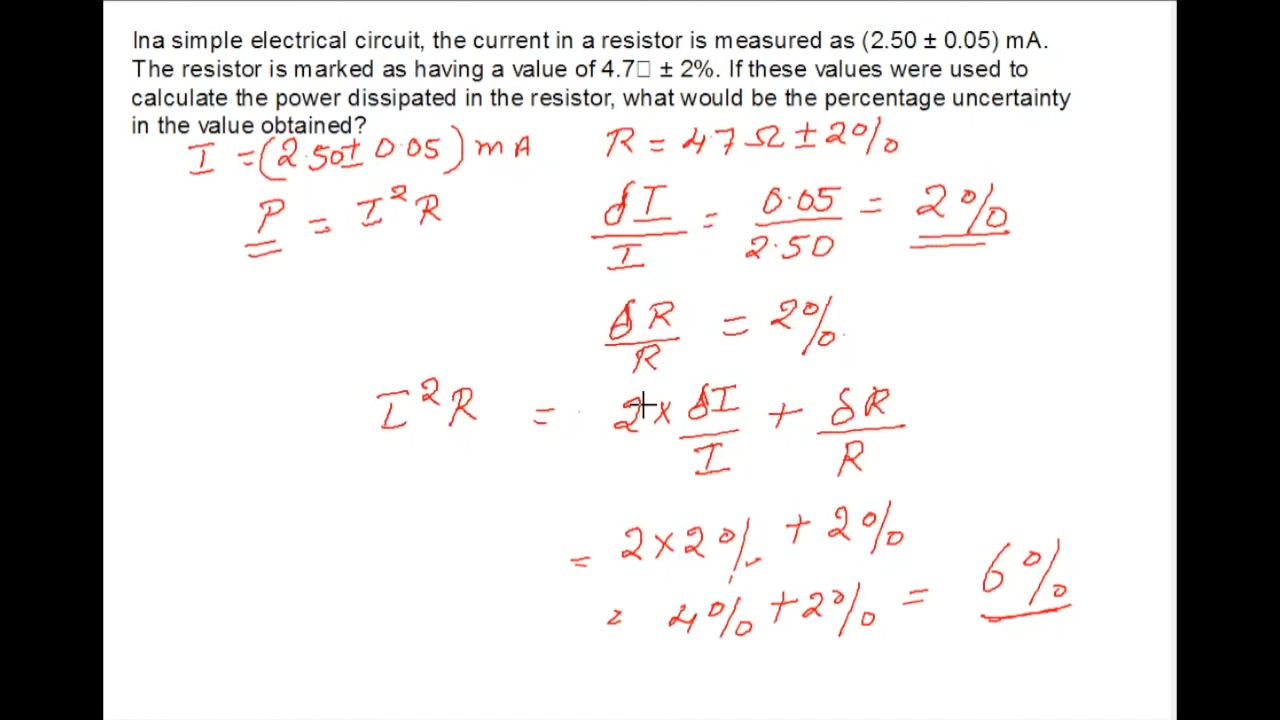 Ina simple electrical circuit, the current in a resistor is measured as (2.50 ± 0.05) mA.
The resistor is marked as having a value of 4.7□ ± 2%. If these values were used to
calculate the power dissipated in the resistor, what would be the percentage uncertainty
in the value obtained?
I = (2.50 ± 0.05) mA
R = 4.7 Ω ± 2%
P = I²R
δI/I = 0.05/2.50 = 2%
δR/R = 2%
I²R = 2 × δI/I + δR/R
= 2 × 2% + 2%
= 4% + 2% = 6%